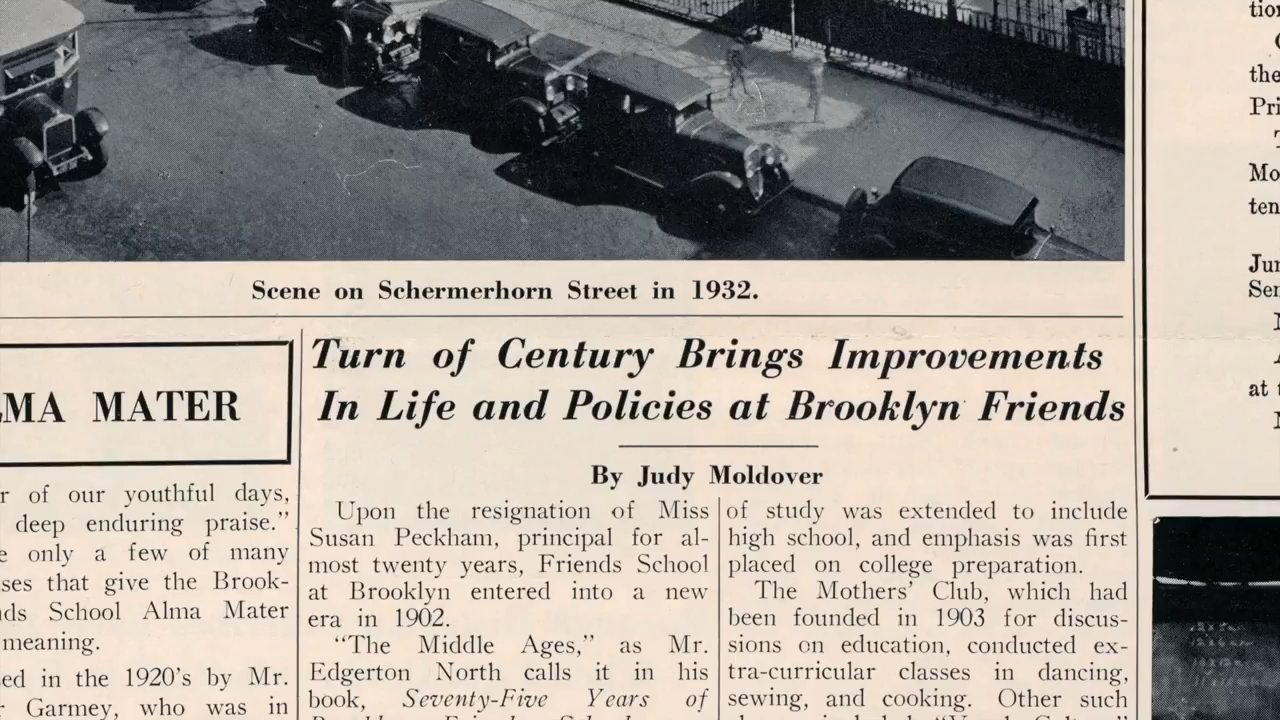 Scene on Schermerhorn Street in 1932.
LMA MATER
r of our youthful days,
deep enduring praise."
e only a few of many
ses that give the Brook-
ds School Alma Mater
meaning.
ed in the 1920's by Mr.
r Garmey, who was in
Turn of Century Brings Improvements
In Life and Policies at Brooklyn Friends
By Judy Moldover
Upon the resignation of Miss
Susan Peckham, principal for al-
most twenty years, Friends School
at Brooklyn entered into a new
era in 1902.
"The Middle Ages," as Mr.
Edgerton North calls it in his
book, Seventy-Five Years of
of study was extended to include
high school, and emphasis was first
placed on college preparation.
The Mothers' Club, which had
been founded in 1903 for discus-
sions on education, conducted ex-
tra-curricular classes in dancing,
sewing, and cooking. Other such
tion
the
Pri
Mo
ten
Jun
Sen
at t